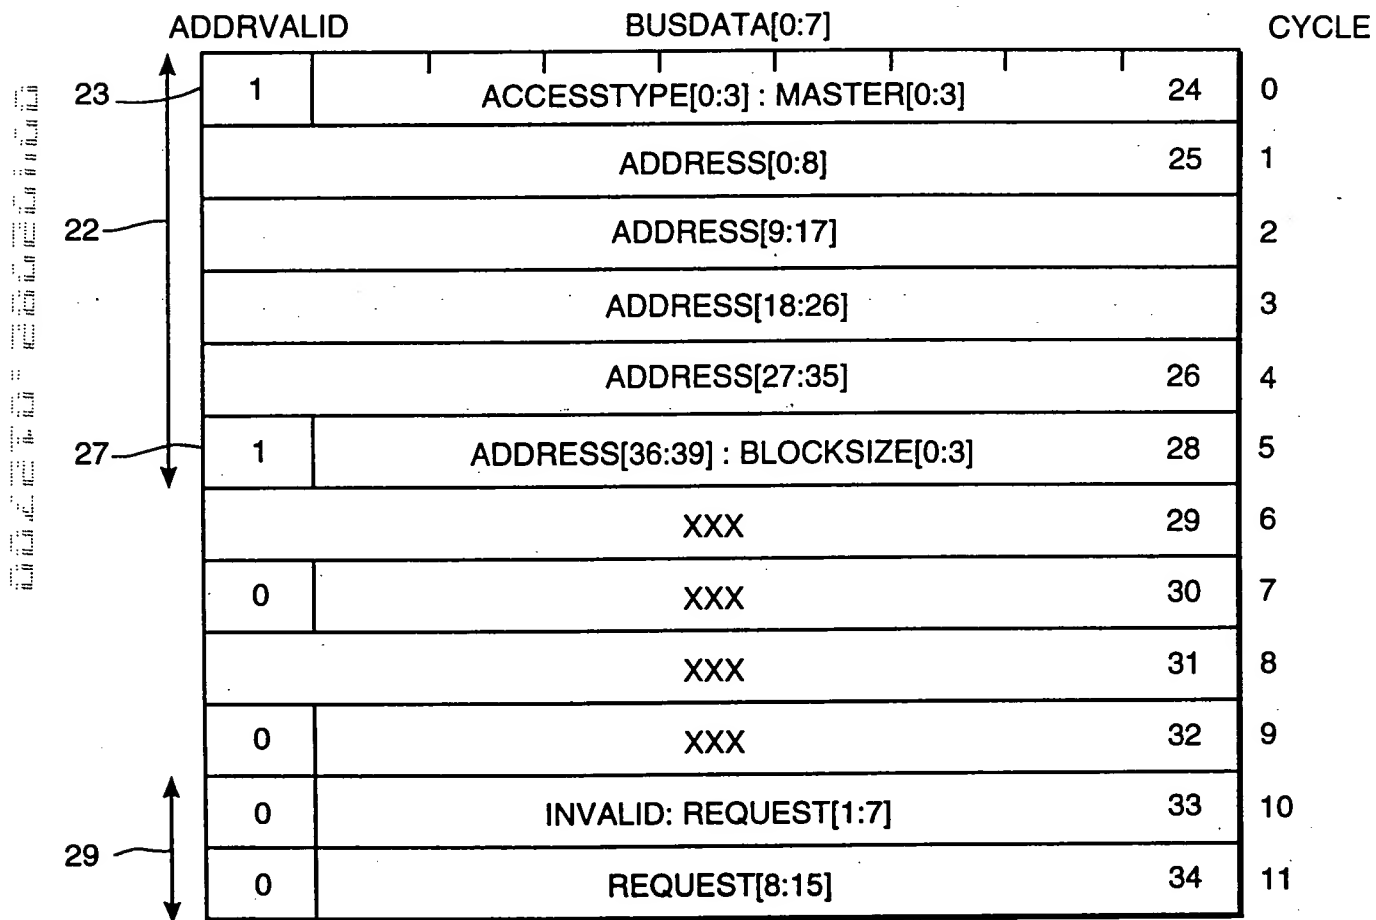 ADDRVALID BUSDATA[0:7] CYCLE
23 1 ACCESSTYPE[0:3] : MASTER[0:3] 24 0
ADDRESS[0:8] 25 1
22 ADDRESS[9:17] 2
ADDRESS[18:26] 3
ADDRESS[27:35] 26 4
27 1 ADDRESS[36:39] : BLOCKSIZE[0:3] 28 5
XXX 29 6
0 XXX 30 7
XXX 31 8
0 XXX 32 9
0 INVALID: REQUEST[1:7] 33 10
29
0 REQUEST[8:15] 34 11